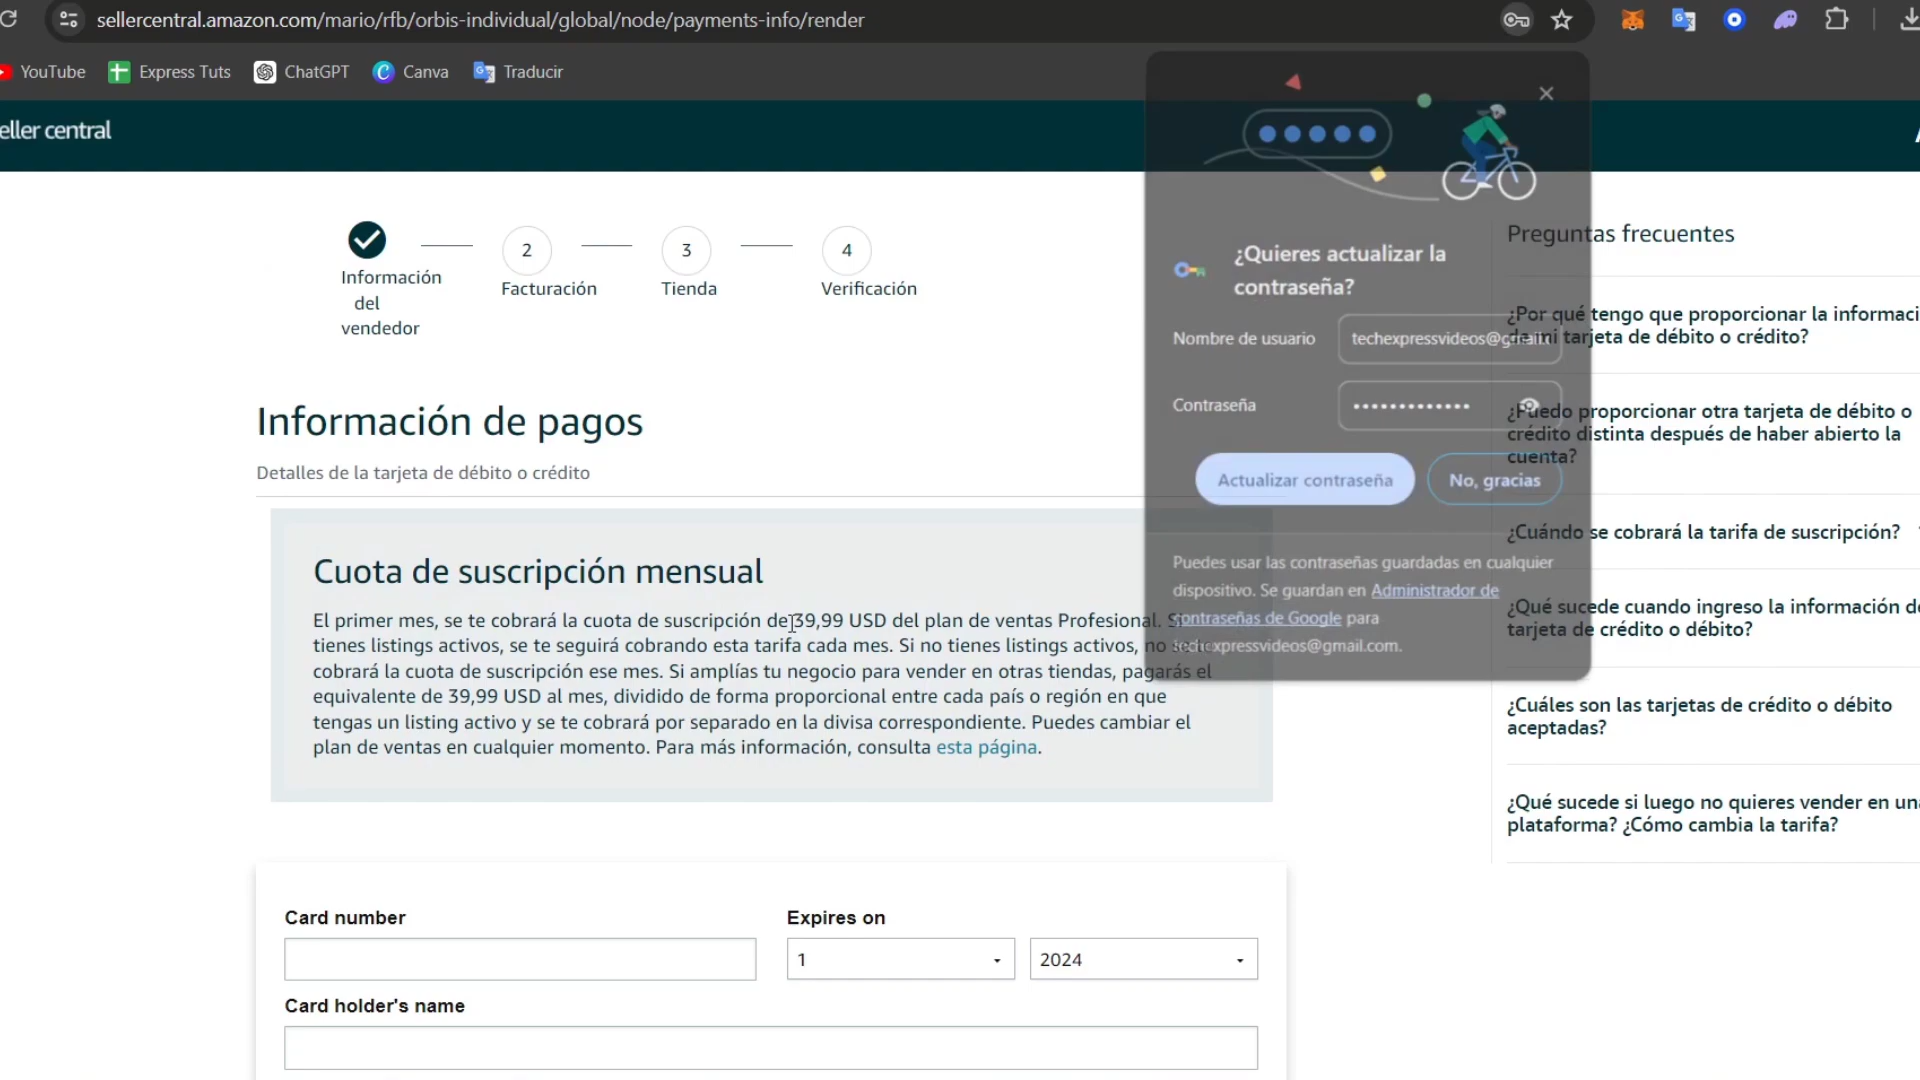 sellercentral.amazon.com/mario/rfb/orbis-individual/global/node/payments-info/render
YouTube
Express Tuts
ChatGPT
Canva
Traducir
eller central
Información
del
vendedor
2
Facturación
3
Tienda
4
Verificación
Información de pagos
Detalles de la tarjeta de débito o crédito
Cuota de suscripción mensual
El primer mes, se te cobrará la cuota de suscripción de 39,99 USD del plan de ventas Profesional. Si
tienes listings activos, se te seguirá cobrando esta tarifa cada mes. Si no tienes listings activos, no se te
cobrará la cuota de suscripción ese mes. Si amplías tu negocio para vender en otras tiendas, pagarás el
equivalente de 39,99 USD al mes, dividido de forma proporcional entre cada país o región en que
tengas un listing activo y se te cobrará por separado en la divisa correspondiente. Puedes cambiar el
plan de ventas en cualquier momento. Para más información, consulta esta página.
Card number
Expires on
1
2024
Card holder's name
¿Quieres actualizar la
contraseña?
Nombre de usuario
techexpressvideos@gmail.
Contraseña
•••••••••••••
Actualizar contraseña
No, gracias
Puedes usar las contraseñas guardadas en cualquier
dispositivo. Se guardan en Administrador de
contraseñas de Google para
techexpressvideos@gmail.com.
Preguntas frecuentes
¿Por qué tengo que proporcionar la informaci
de mi tarjeta de débito o crédito?
¿Puedo proporcionar otra tarjeta de débito o
crédito distinta después de haber abierto la
cuenta?
¿Cuándo se cobrará la tarifa de suscripción?
¿Qué sucede cuando ingreso la información de
tarjeta de crédito o débito?
¿Cuáles son las tarjetas de crédito o débito
aceptadas?
¿Qué sucede si luego no quieres vender en una
plataforma? ¿Cómo cambia la tarifa?